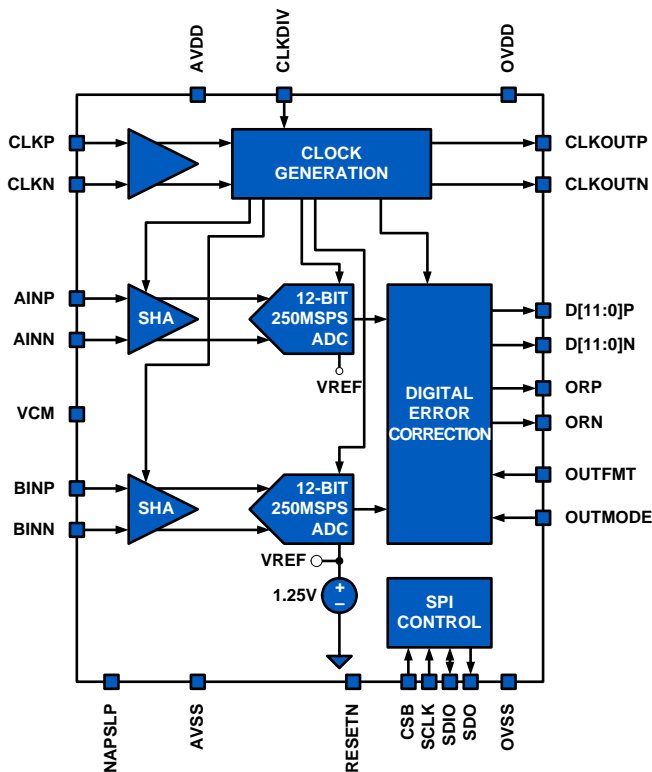 AVDD
CLKDIV
OVDD
CLKP
CLKN
CLOCK
GENERATION
CLKOUTP
CLKOUTN
AINP
AINN
SHA
12-BIT
250MSPS
ADC
VREF
VCM
DIGITAL
ERROR
CORRECTION
D[11:0]P
D[11:0]N
ORP
ORN
OUTFMT
OUTMODE
BINP
BINN
SHA
12-BIT
250MSPS
ADC
VREF
1.25V
+
–
SPI
CONTROL
NAPSLP
AVSS
RESETN
CSB
SCLK
SDIO
SDO
OVSS